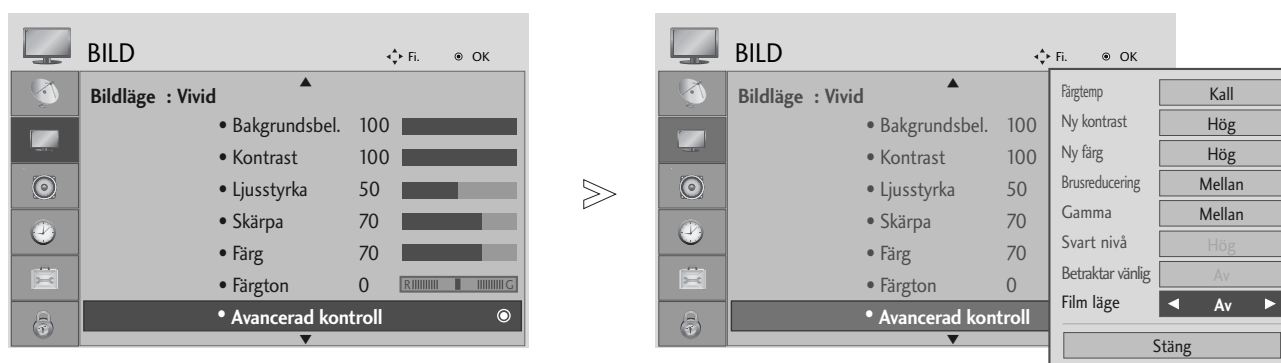 BILD
Fi. OK
Bildläge : Vivid
• Bakgrundsbel. 100
• Kontrast 100
• Ljusstyrka 50
• Skärpa 70
• Färg 70
• Färgton 0 R G
• Avancerad kontroll
BILD
Fi. OK
Bildläge : Vivid
• Bakgrundsbel. 100
• Kontrast 100
• Ljusstyrka 50
• Skärpa 70
• Färg 70
• Färgton 0
• Avancerad kontroll
Färgtemp Kall
Ny kontrast Hög
Ny färg Hög
Brusreducering Mellan
Gamma Mellan
Svart nivå Hög
Betraktar vänlig Av
Film läge Av
Stäng